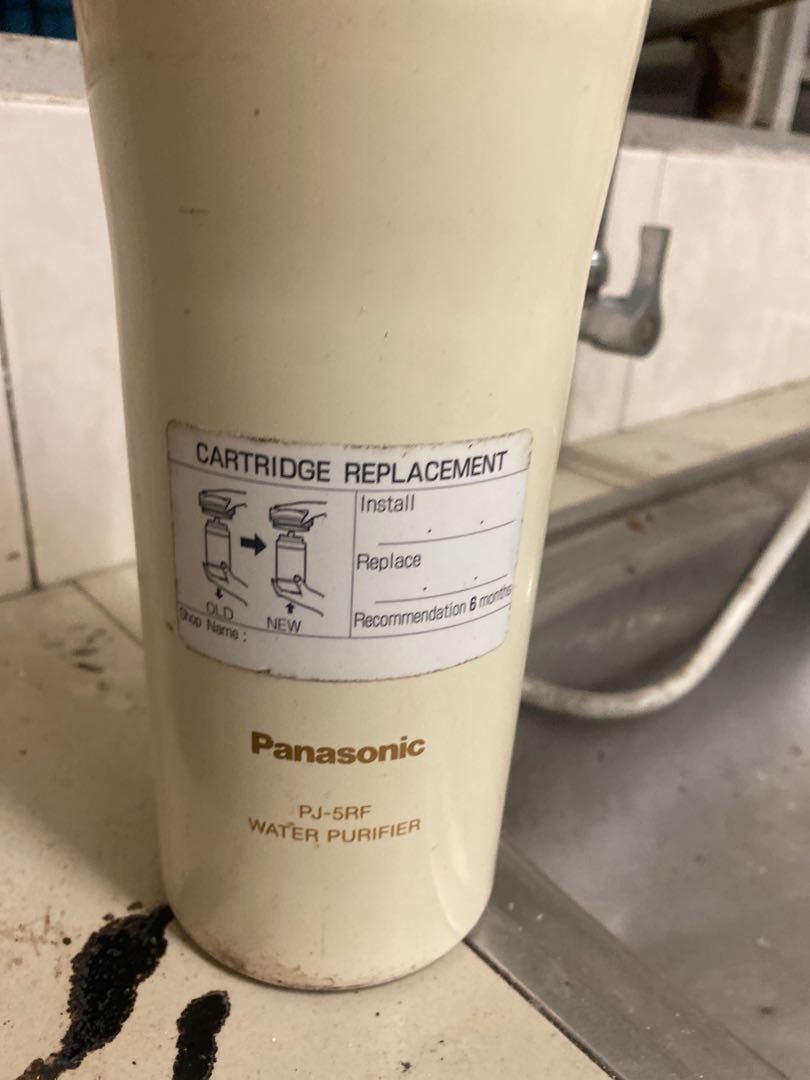 CARTRIDGE REPLACEMENT
Install
Replace
OLD
NEW
Recommendation 6 months
Shop Name :
Panasonic
PJ-5RF
WATER PURIFIER